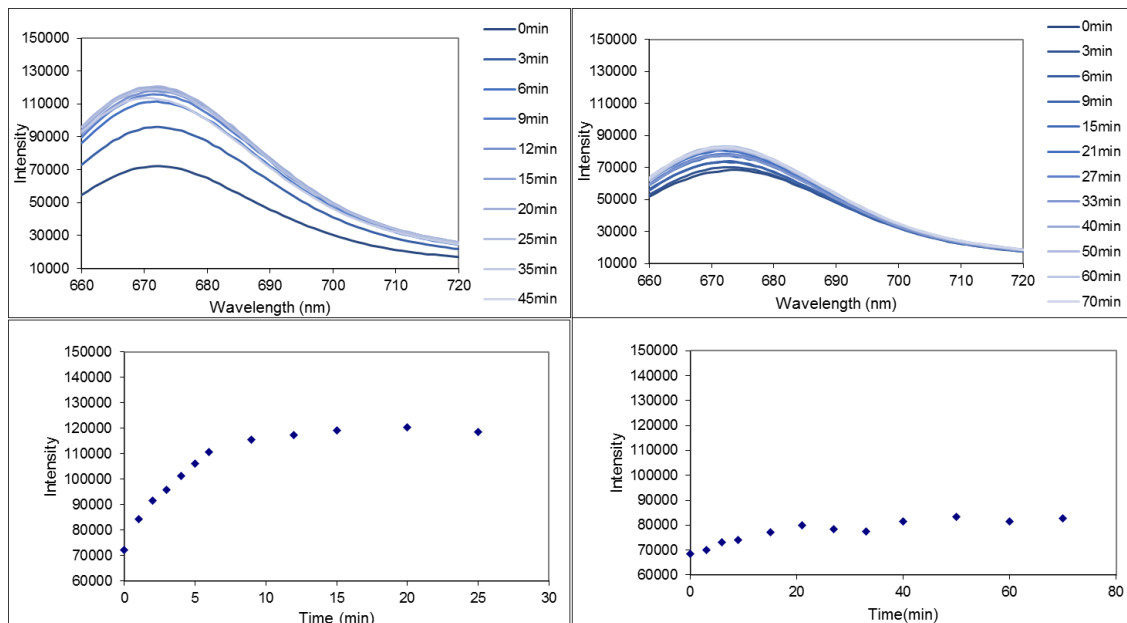 150000
130000
110000
90000
70000
50000
30000
10000
Intensity
660 670 680 690 700 710 720
Wavelength (nm)
0min
3min
6min
9min
12min
15min
20min
25min
35min
45min
150000
130000
110000
90000
70000
50000
30000
10000
Intensity
660 670 680 690 700 710 720
Wavelength (nm)
0min
3min
6min
9min
15min
21min
27min
33min
40min
50min
60min
70min
150000
140000
130000
120000
110000
100000
90000
80000
70000
60000
Intensity
0 5 10 15 20 25 30
Time (min)
150000
140000
130000
120000
110000
100000
90000
80000
70000
60000
Intensity
0 20 40 60 80
Time(min)